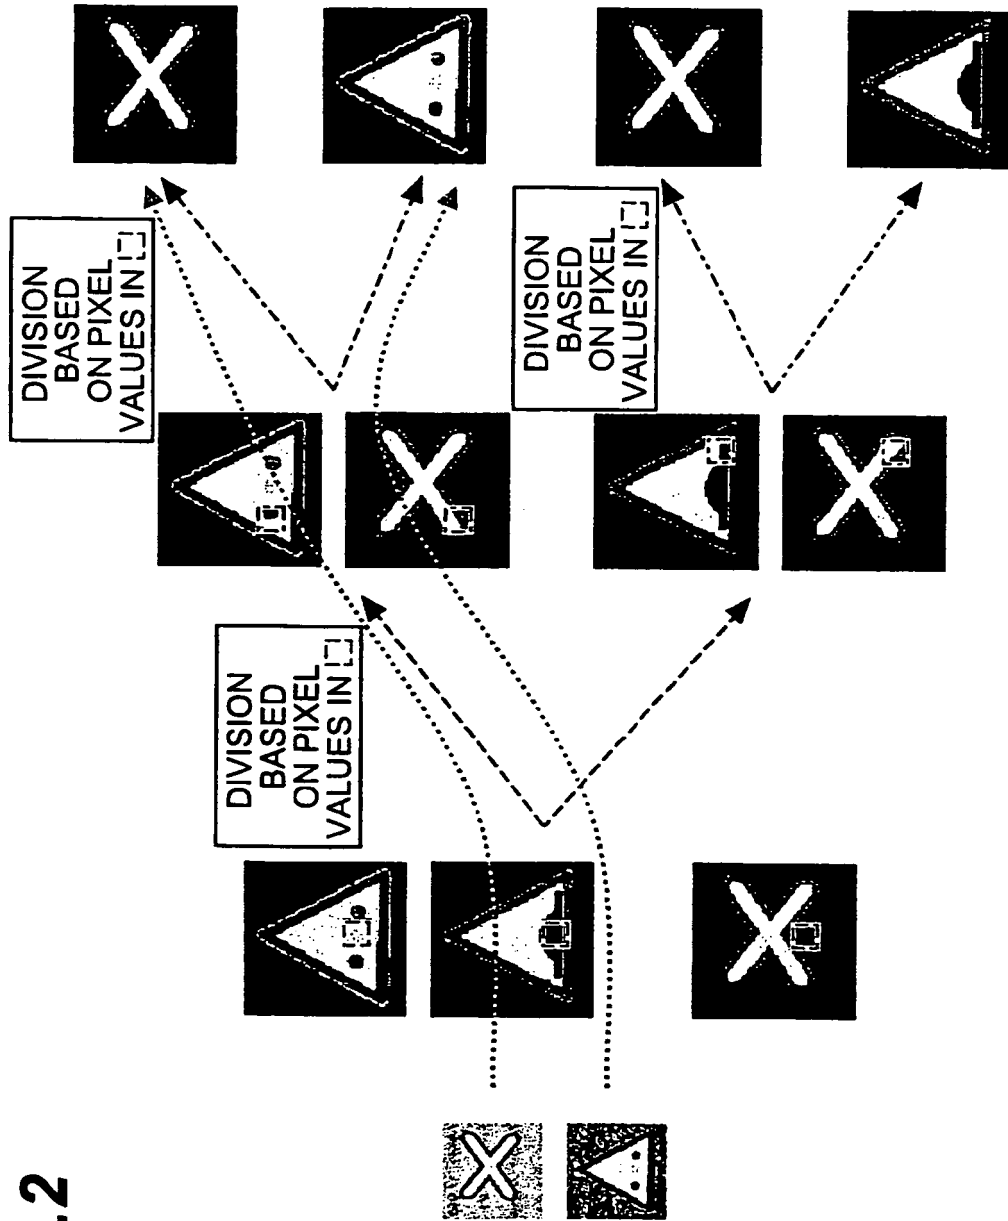 .2
DIVISION
BASED
ON PIXEL
VALUES IN
DIVISION
BASED
ON PIXEL
VALUES IN
DIVISION
BASED
ON PIXEL
VALUES IN